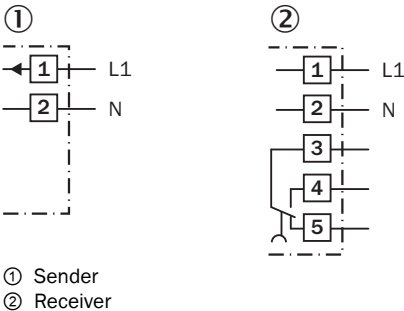 ① ②
1 L1 1 L1
2 N 2 N
3
4
5
① Sender
② Receiver